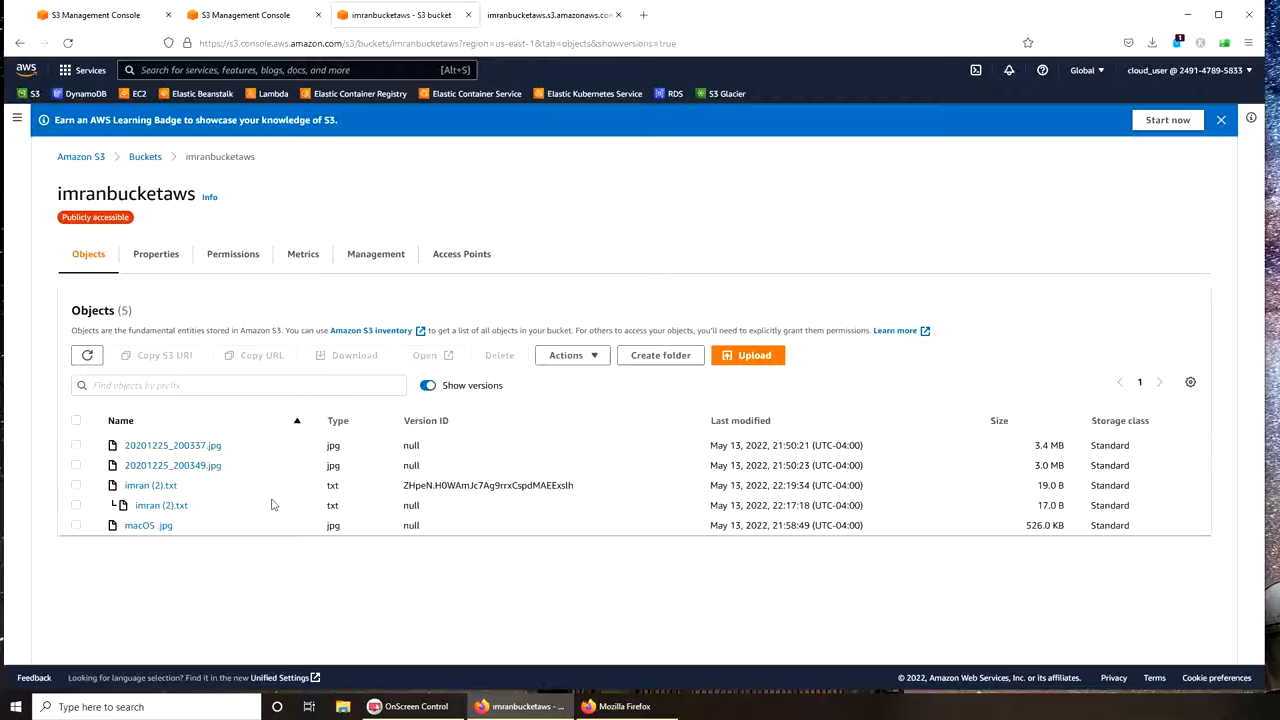 S3 Management Console
S3 Management Console
imranbucketaws - S3 bucket
imranbucketaws.s3.amazonaws.com
https://s3.console.aws.amazon.com/s3/buckets/imranbucketaws?region=us-east-1&tab=objects&showversions=true
aws
Services
Search for services, features, blogs, docs, and more
[Alt+S]
Global
cloud_user @ 2491-4789-5833
S3
DynamoDB
EC2
Elastic Beanstalk
Lambda
Elastic Container Registry
Elastic Container Service
Elastic Kubernetes Service
RDS
S3 Glacier
Earn an AWS Learning Badge to showcase your knowledge of S3.
Start now
Amazon S3 > Buckets > imranbucketaws
imranbucketaws Info
Publicly accessible
Objects Properties Permissions Metrics Management Access Points
Objects (5)
Objects are the fundamental entities stored in Amazon S3. You can use Amazon S3 inventory to get a list of all objects in your bucket. For others to access your objects, you'll need to explicitly grant them permissions. Learn more
Copy S3 URI Copy URL Download Open Delete Actions Create folder Upload
Find objects by prefix
Show versions
1
Name Type Version ID Last modified Size Storage class
20201225_200337.jpg jpg null May 13, 2022, 21:50:21 (UTC-04:00) 3.4 MB Standard
20201225_200349.jpg jpg null May 13, 2022, 21:50:23 (UTC-04:00) 3.0 MB Standard
imran (2).txt txt ZHpeN.H0WAmJc7Ag9rrxCspdMAEExslh May 13, 2022, 22:19:34 (UTC-04:00) 19.0 B Standard
imran (2).txt txt null May 13, 2022, 22:17:18 (UTC-04:00) 17.0 B Standard
macOS .jpg jpg null May 13, 2022, 21:58:49 (UTC-04:00) 526.0 KB Standard
Feedback
Looking for language selection? Find it in the new Unified Settings
© 2022, Amazon Web Services, Inc. or its affiliates.
Privacy Terms Cookie preferences
Type here to search
OnScreen Control
imranbucketaws - ...
Mozilla Firefox